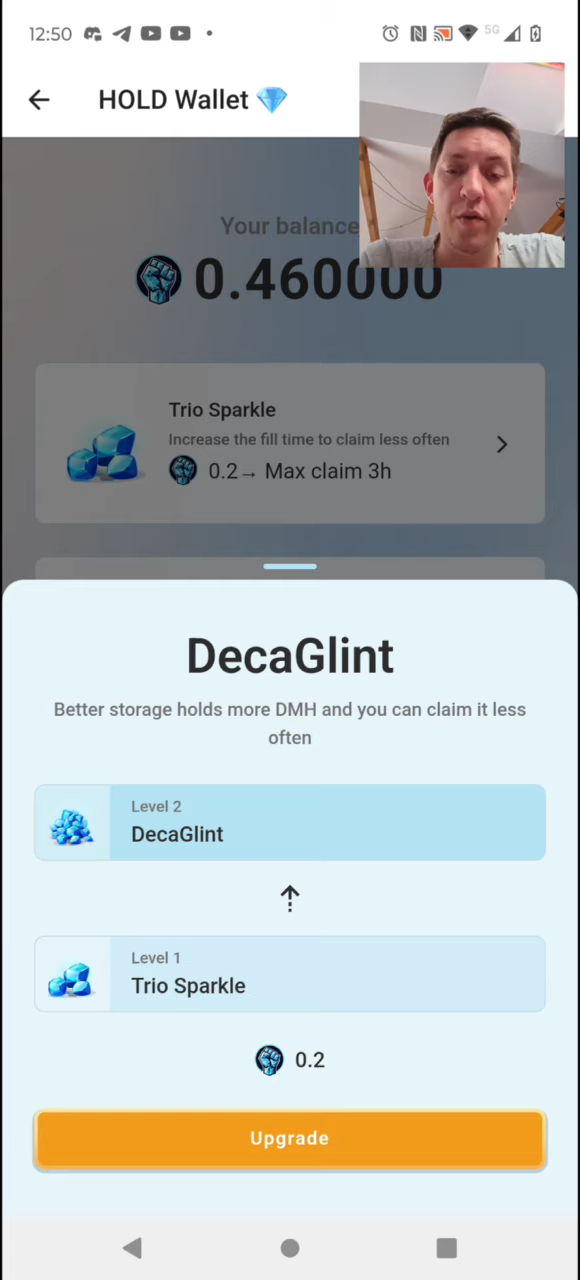 12:50
5G
HOLD Wallet
Your balance
0.460000
Trio Sparkle
Increase the fill time to claim less often
0.2→ Max claim 3h
DecaGlint
Better storage holds more DMH and you can claim it less
often
Level 2
DecaGlint
Level 1
Trio Sparkle
0.2
Upgrade